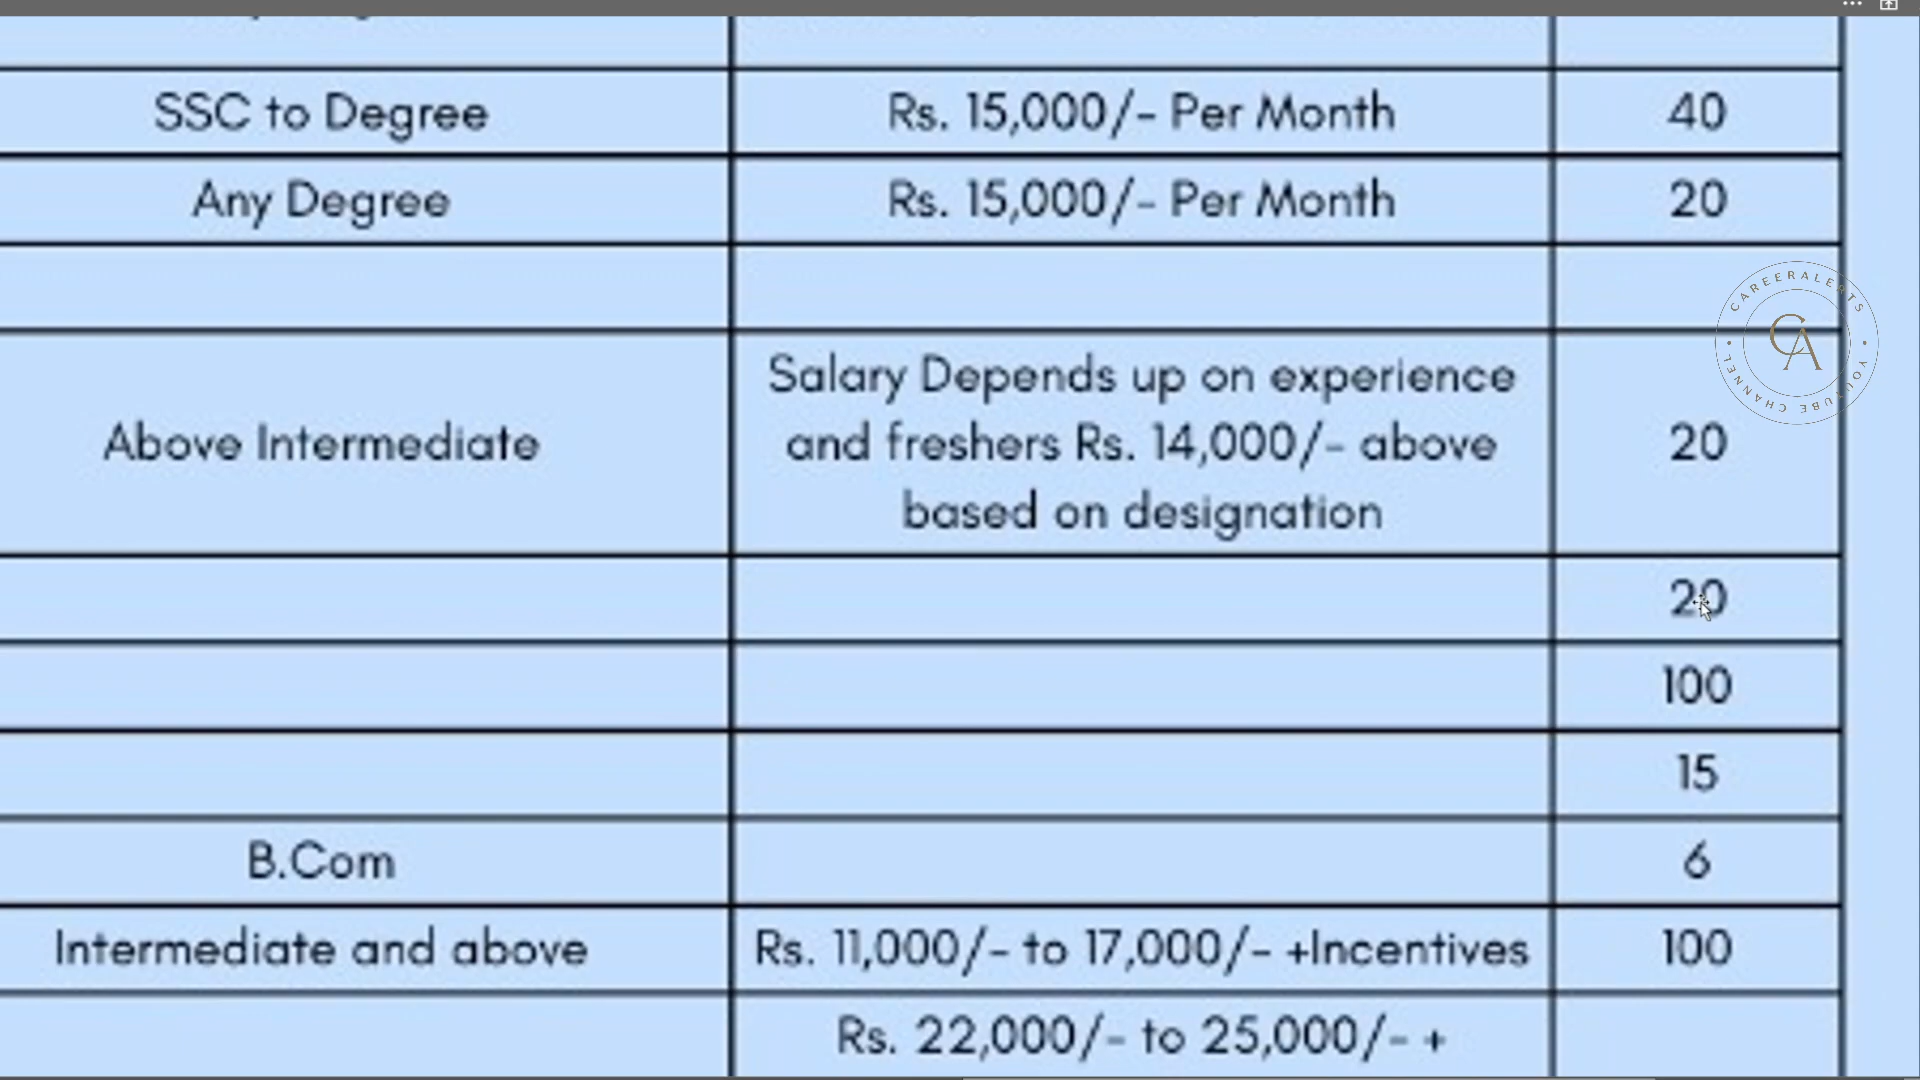 SSC to Degree Rs. 15,000/- Per Month 40
Any Degree Rs. 15,000/- Per Month 20
Salary Depends up on experience
Above Intermediate and freshers Rs. 14,000/- above 20
based on designation
20
100
15
B.Com 6
Intermediate and above Rs. 11,000/- to 17,000/- +Incentives 100
Rs. 22,000/- to 25,000/- +
CAREERALERTS
CA
YOUTUBE CHANNEL